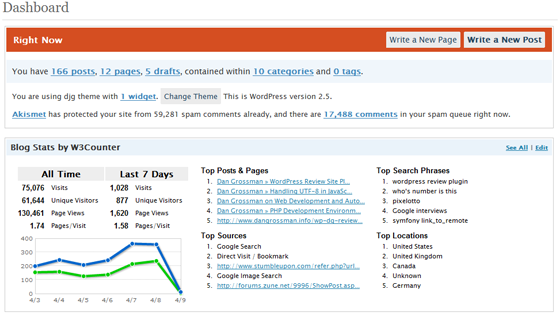 Dashboard
Right Now
Write a New Page
Write a New Post
You have 166 posts, 12 pages, 5 drafts, contained within 10 categories and 0 tags.
You are using djg theme with 1 widget. Change Theme This is WordPress version 2.5.
Akismet has protected your site from 59,281 spam comments already, and there are 17,488 comments in your spam queue right now.
Blog Stats by W3Counter
See All | Edit
All Time
Last 7 Days
75,076 Visits
1,028 Visits
61,644 Unique Visitors
877 Unique Visitors
130,461 Page Views
1,620 Page Views
1.74 Pages/Visit
1.58 Pages/Visit
400
300
200
100
0
4/3 4/4 4/5 4/6 4/7 4/8 4/9
Top Posts & Pages
1. Dan Grossman » WordPress Review Site Pl...
2. Dan Grossman » Handling UTF-8 in JavaSc...
3. Dan Grossman on Web Development and Auto...
4. Dan Grossman » PHP Development Environm...
5. http://www.dangrossman.info/wp-dg-review...
Top Sources
1. Google Search
2. Direct Visit / Bookmark
3. http://www.stumbleupon.com/refer.php?url...
4. Google Image Search
5. http://forums.zune.net/9996/ShowPost.asp...
Top Search Phrases
1. wordpress review plugin
2. who's number is this
3. pixelotto
4. Google interviews
5. symfony link_to_remote
Top Locations
1. United States
2. United Kingdom
3. Canada
4. Unknown
5. Germany